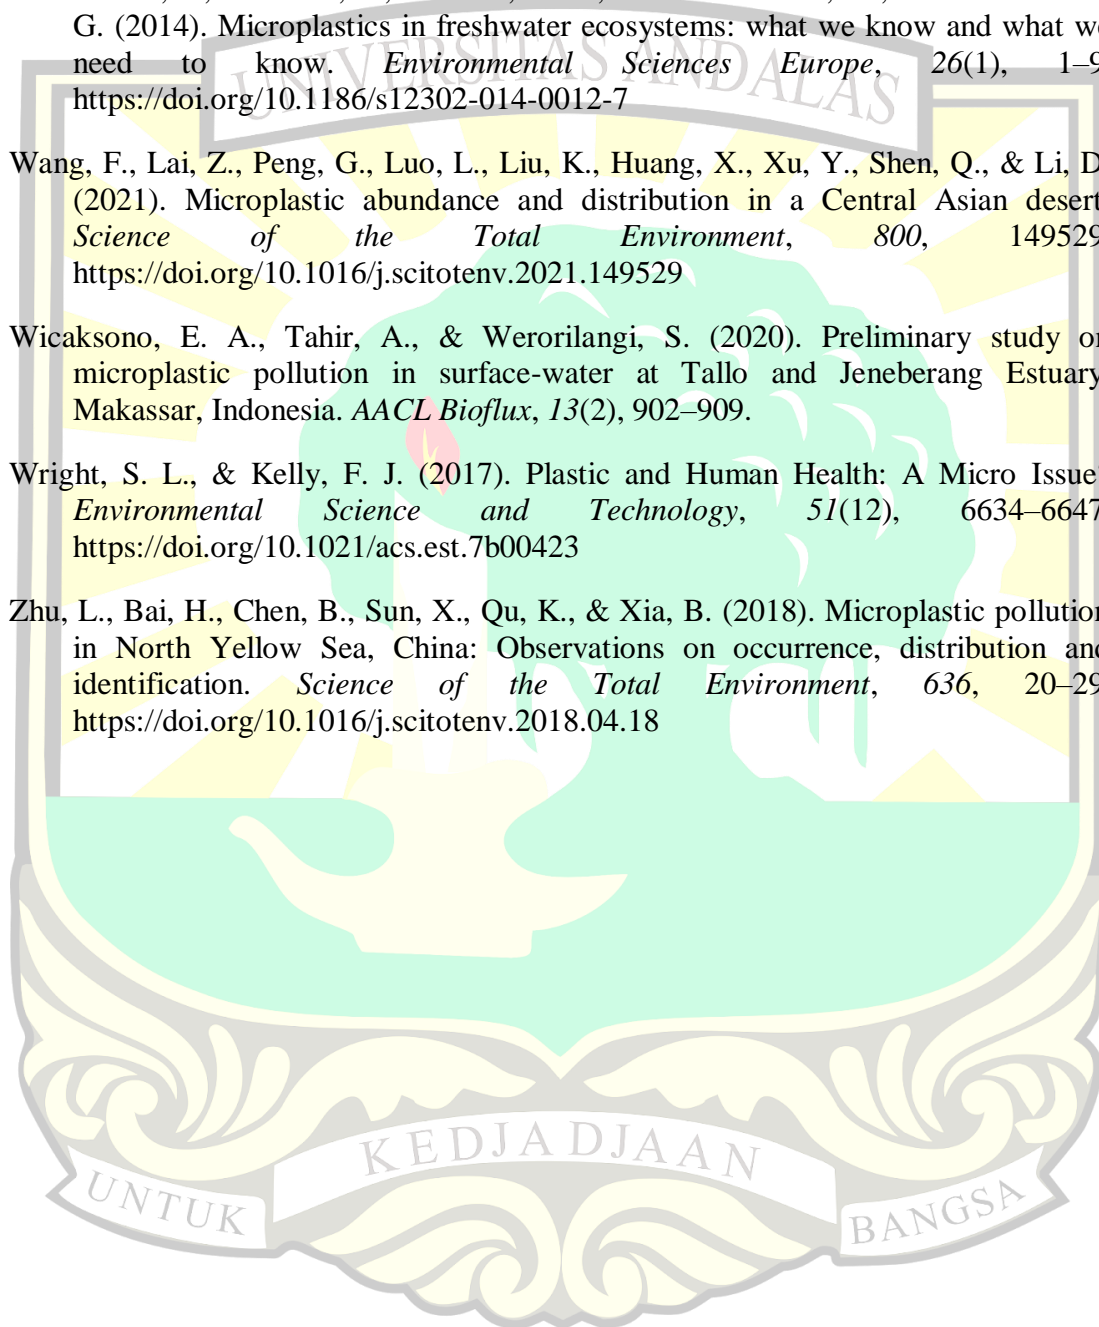 G. (2014). Microplastics in freshwater ecosystems: what we know and what we
need to know. Environmental Sciences Europe, 26(1), 1–9
https://doi.org/10.1186/s12302-014-0012-7
Wang, F., Lai, Z., Peng, G., Luo, L., Liu, K., Huang, X., Xu, Y., Shen, Q., & Li, D
(2021). Microplastic abundance and distribution in a Central Asian desert
Science of the Total Environment, 800, 149529
https://doi.org/10.1016/j.scitotenv.2021.149529
Wicaksono, E. A., Tahir, A., & Werorilangi, S. (2020). Preliminary study on
microplastic pollution in surface-water at Tallo and Jeneberang Estuary
Makassar, Indonesia. AACL Bioflux, 13(2), 902–909.
Wright, S. L., & Kelly, F. J. (2017). Plastic and Human Health: A Micro Issue?
Environmental Science and Technology, 51(12), 6634–6647
https://doi.org/10.1021/acs.est.7b00423
Zhu, L., Bai, H., Chen, B., Sun, X., Qu, K., & Xia, B. (2018). Microplastic pollution
in North Yellow Sea, China: Observations on occurrence, distribution and
identification. Science of the Total Environment, 636, 20–29
https://doi.org/10.1016/j.scitotenv.2018.04.18
UNIVERSITAS ANDALAS
UNTUK KEDJADJAAN BANGSA